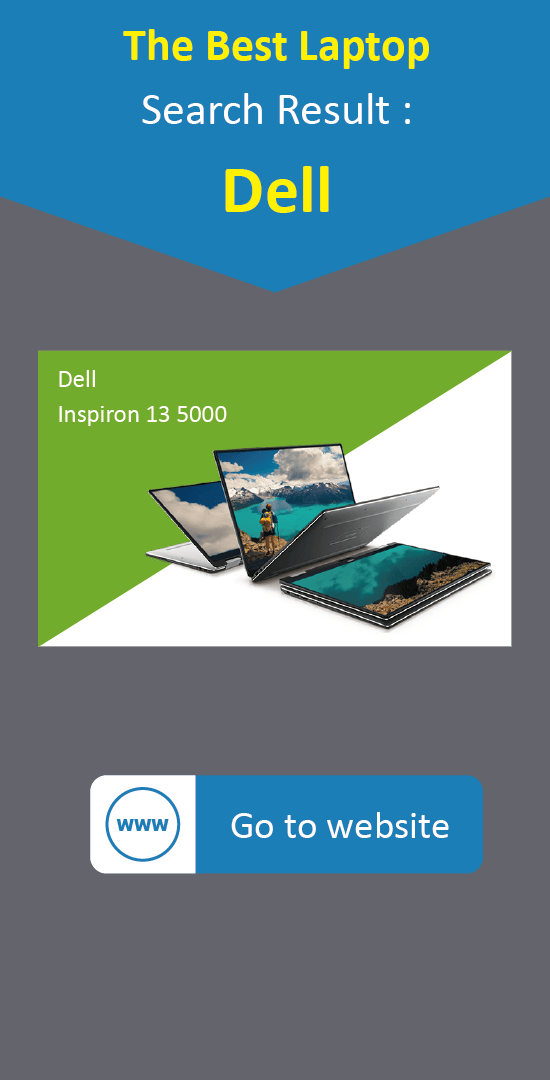 The Best Laptop
Search Result :
Dell
Dell
Inspiron 13 5000
www
Go to website